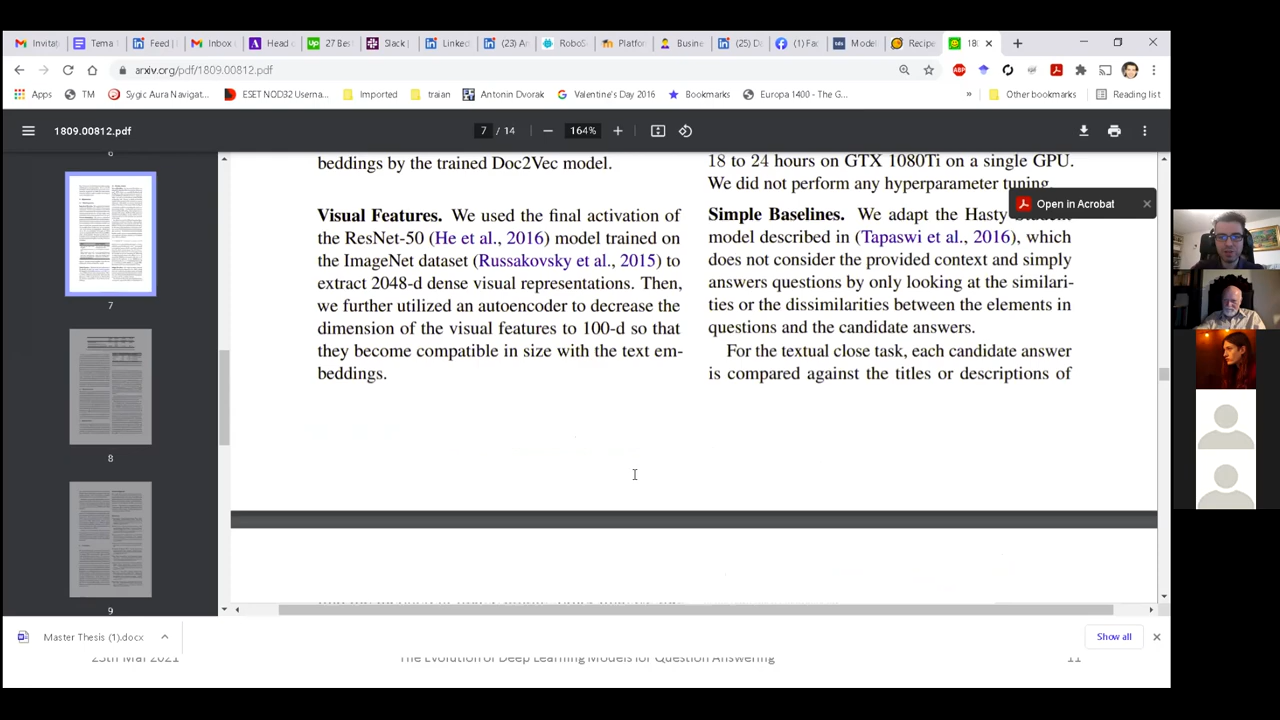 Invitat
Tema
Feed |
Inbox
Head
27 Bes
Slack |
Linked
(23) Ar
RoboS
Platfor
Busine
(25) D
(1) Fac
Model
Recipe
18
arxiv.org/pdf/1809.00812.pdf
Apps
TM
Sygic Aura Navigat...
ESET NOD32 Userna...
Imported
traian
Antonin Dvorak
Valentine's Day 2016
Bookmarks
Europa 1400 - The G...
»
Other bookmarks
Reading list
1809.00812.pdf
7 / 14
164%
6
7
8
9
beddings by the trained Doc2Vec model.
Visual Features. We used the final activation of
the ResNet-50 (He et al., 2016) model trained on
the ImageNet dataset (Russakovsky et al., 2015) to
extract 2048-d dense visual representations. Then,
we further utilized an autoencoder to decrease the
dimension of the visual features to 100-d so that
they become compatible in size with the text em-
beddings.
18 to 24 hours on GTX 1080Ti on a single GPU.
We did not perform any hyperparameter tuning.
Open in Acrobat
Simple Baselines. We adapt the Hasty
model described in (Tapaswi et al., 2016), which
does not consider the provided context and simply
answers questions by only looking at the similari-
ties or the dissimilarities between the elements in
questions and the candidate answers.
For the textual close task, each candidate answer
is compared against the titles or descriptions of
Master Thesis (1).docx
Show all
25th Mar 2021
The Evolution of Deep Learning Models for Question Answering
11